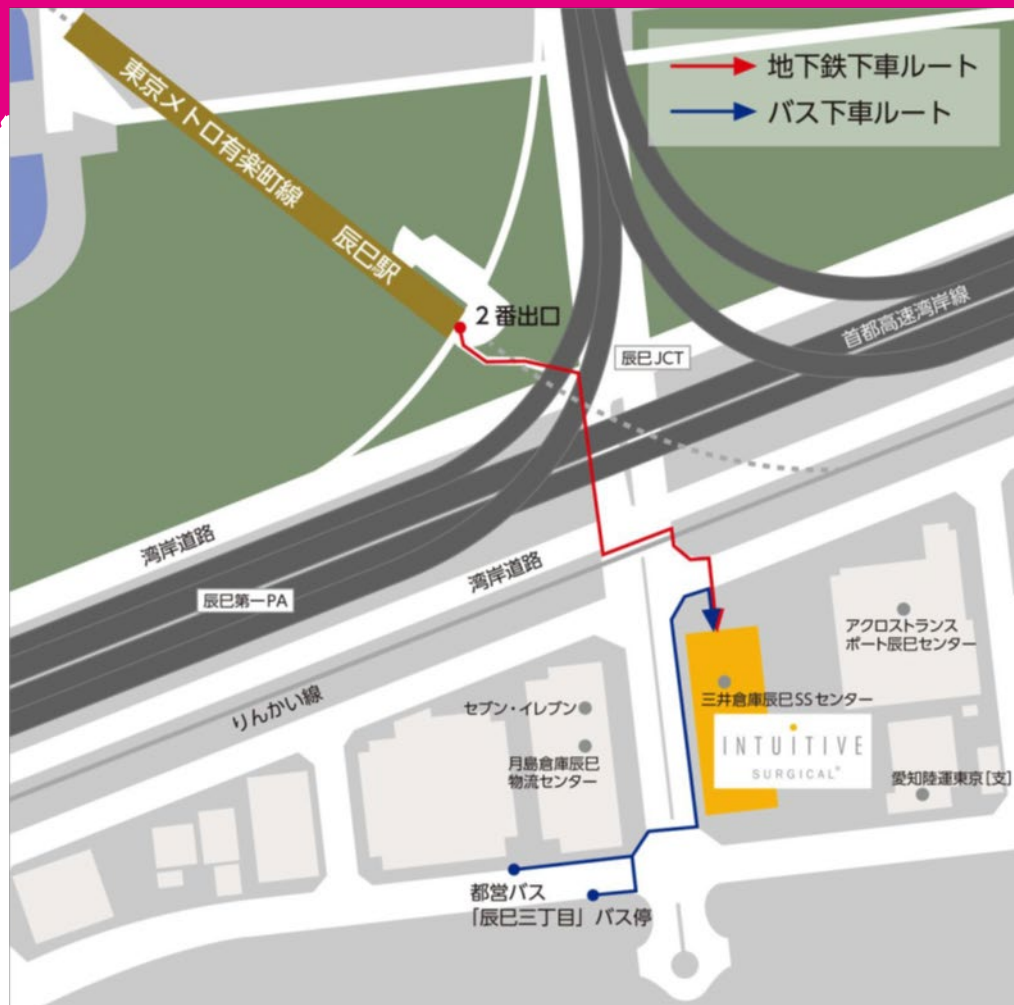 地下鉄下車ルート
バス下車ルート
東京メトロ有楽町線 辰巳駅
2番出口
辰巳JCT
首都高速湾岸線
湾岸道路
湾岸道路
辰巳第一PA
りんかい線
アクロストランス
ポート辰巳センター
三井倉庫辰巳SSセンター
セブン・イレブン
INTUITIVE
SURGICAL®
月島倉庫辰巳
物流センター
愛知陸運東京[支]
都営バス
「辰巳三丁目」バス停